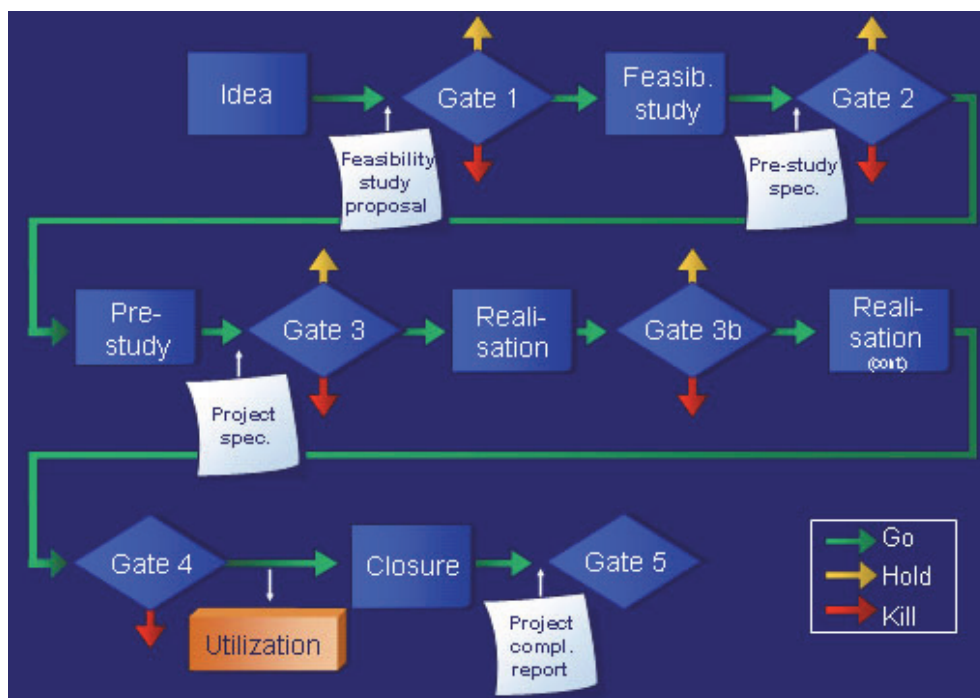 Idea
Gate 1
Feasib.
study
Gate 2
Feasibility
study
proposal
Pre-study
spec.
Pre-
study
Gate 3
Reali-
sation
Gate 3b
Reali-
sation
(cont)
Project
spec.
Gate 4
Closure
Gate 5
Utilization
Project
compl.
report
Go
Hold
Kill